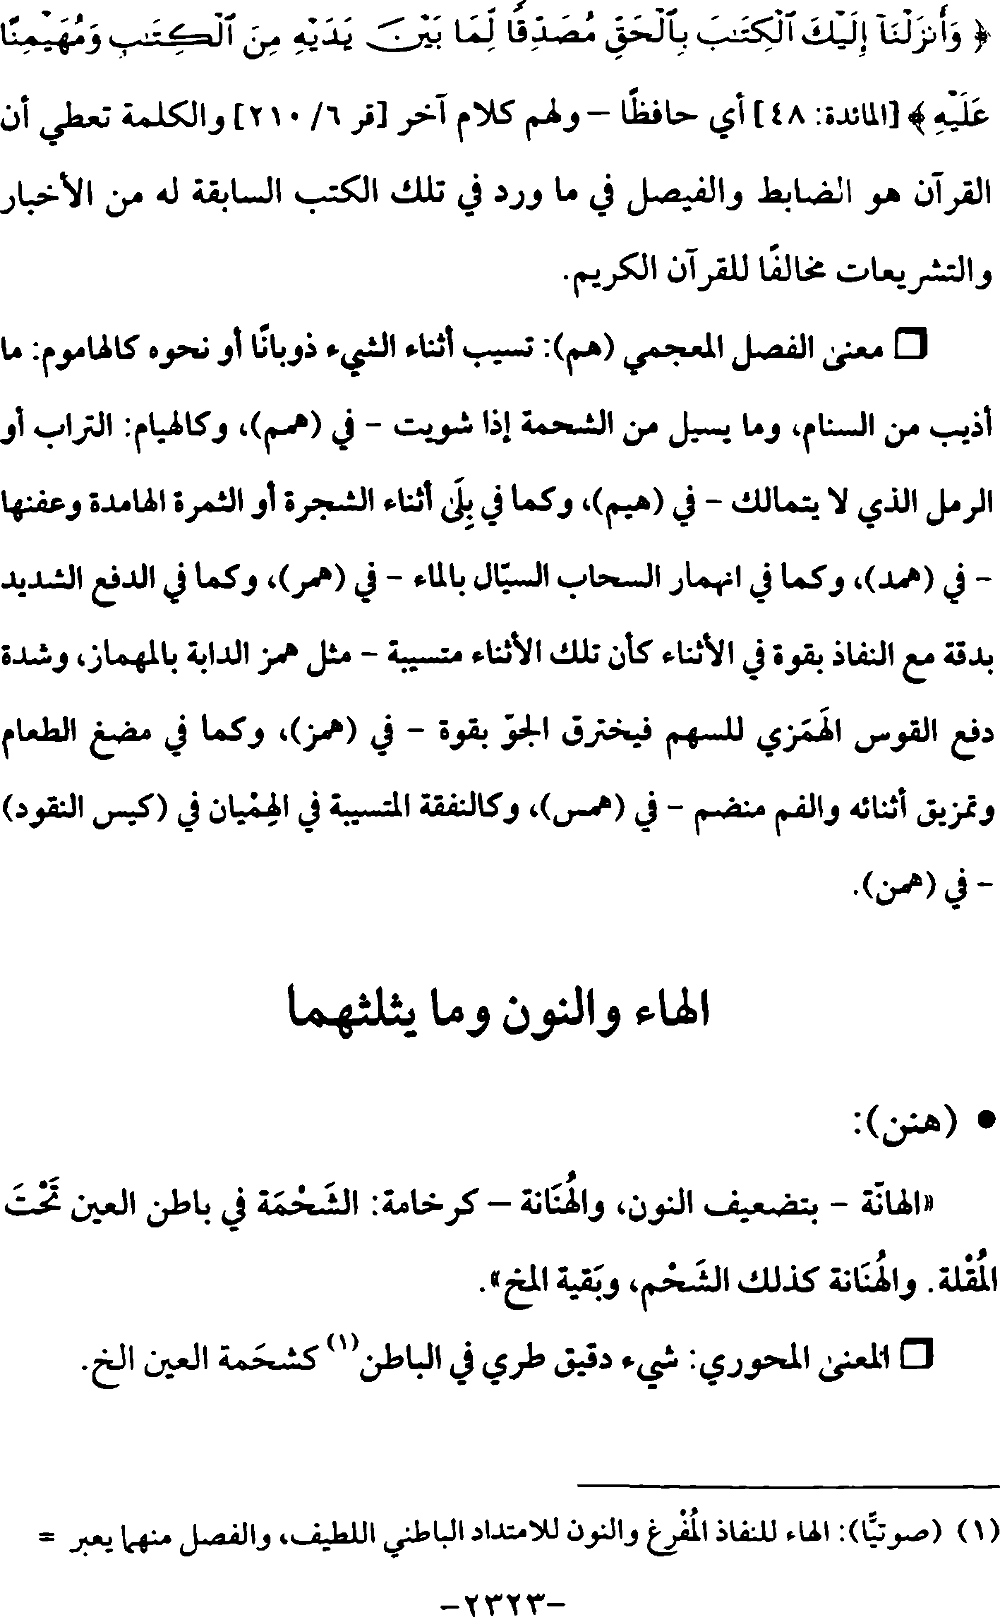 ﴿ وَأَنزَلْنَآ إِلَيْكَ ٱلْكِتَٰبَ بِٱلْحَقِّ مُصَدِّقًا لِّمَا بَيْنَ يَدَيْهِ مِنَ ٱلْكِتَٰبِ وَمُهَيْمِنًا
عَلَيْهِ ﴾ [المائدة: ٤٨] أي حافظًا – ولهم كلام آخر [قر ٦/ ٢١٠] والكلمة تعطي أن
القرآن هو الضابط والفيصل في ما ورد في تلك الكتب السابقة له من الأخبار
والتشريعات مخالفًا للقرآن الكريم.
❒ معنى الفصل المعجمي (هم): تسيب أثناء الشيء ذوبانًا أو نحوه كالهاموم: ما
أذيب من السنام، وما يسيل من الشحمة إذا شويت - في (همم)، وكالهيام: التراب أو
الرمل الذي لا يتمالك - في (هيم)، وكما في بِلَى أثناء الشجرة أو الثمرة الهامدة وعفنها
- في (همد)، وكما في انهمار السحاب السيّال بالماء - في (همر)، وكما في الدفع الشديد
بدقة مع النفاذ بقوة في الأثناء كأن تلك الأثناء متسيبة - مثل همز الدابة بالمهماز، وشدة
دفع القوس الهَمَزي للسهم فيخترق الجوّ بقوة - في (همز)، وكما في مضغ الطعام
وتمزيق أثنائه والفم منضم - في (همس)، وكالنفقة المتسيبة في الهِمْيان في (كيس النقود)
- في (همن).
الهاء والنون وما يثلثهما
• (هنن):
«الهانّة - بتضعيف النون، والهُنَانة – كرخامة: الشَحْمَة في باطن العين تَحْتَ
المُقْلة. والهُنَانة كذلك الشَحْم، وبَقية المخ».
❒ المعنى المحوري: شيء دقيق طري في الباطن(١) كشحَمة العين الخ.
(١) (صوتيًّا): الهاء للنفاذ المُفْرِغ والنون للامتداد الباطني اللطيف، والفصل منهما يعبر =
-٢٣٢٣-